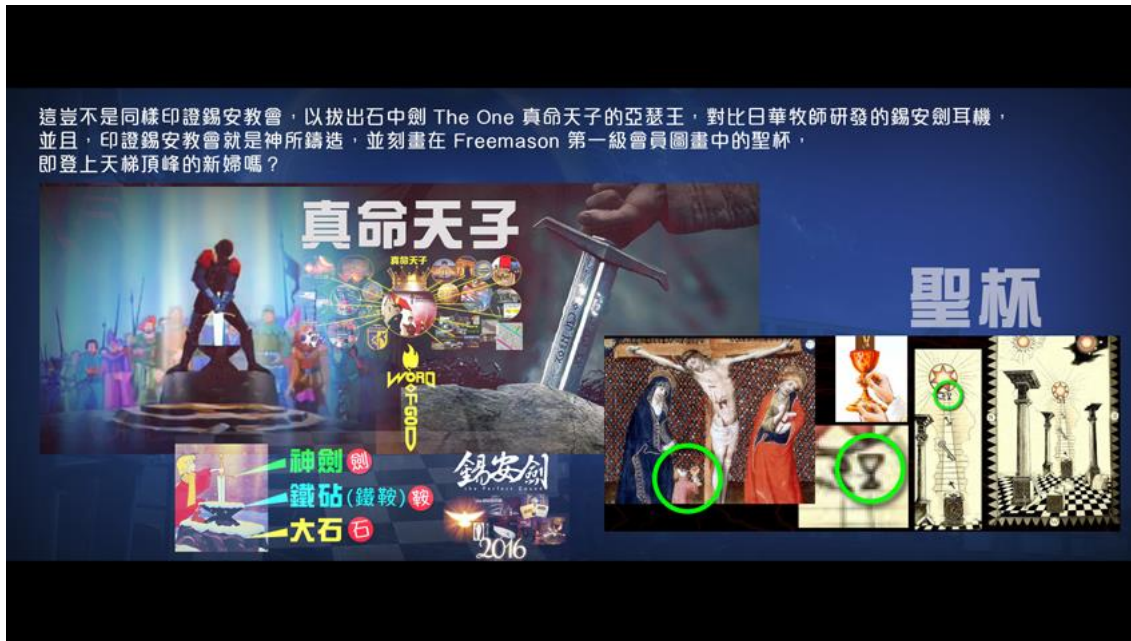 這豈不是同樣印證錫安教會，以拔出石中劍 The One 真命天子的亞瑟王，對比日華牧師研發的錫安劍耳機，
並且，印證錫安教會就是神所鑄造，並刻畫在 Freemason 第一級會員圖畫中的聖杯，
即登上天梯頂峰的新婦嗎？
真命天子
真命天子
聖杯
WORD OF GOD
神劍 劍
鐵砧(鐵鞍) 鞍
大石 石
錫安劍
the Perfect Sound
2016